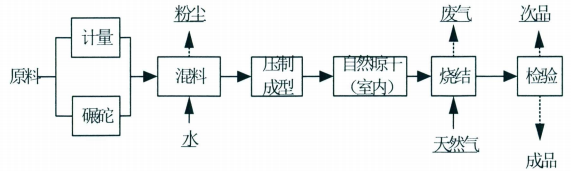 粉尘
废气
次品
计量
原料
混料
压制
成型
自然晾干
（室内）
烧结
检验
碾砣
水
天然气
成品